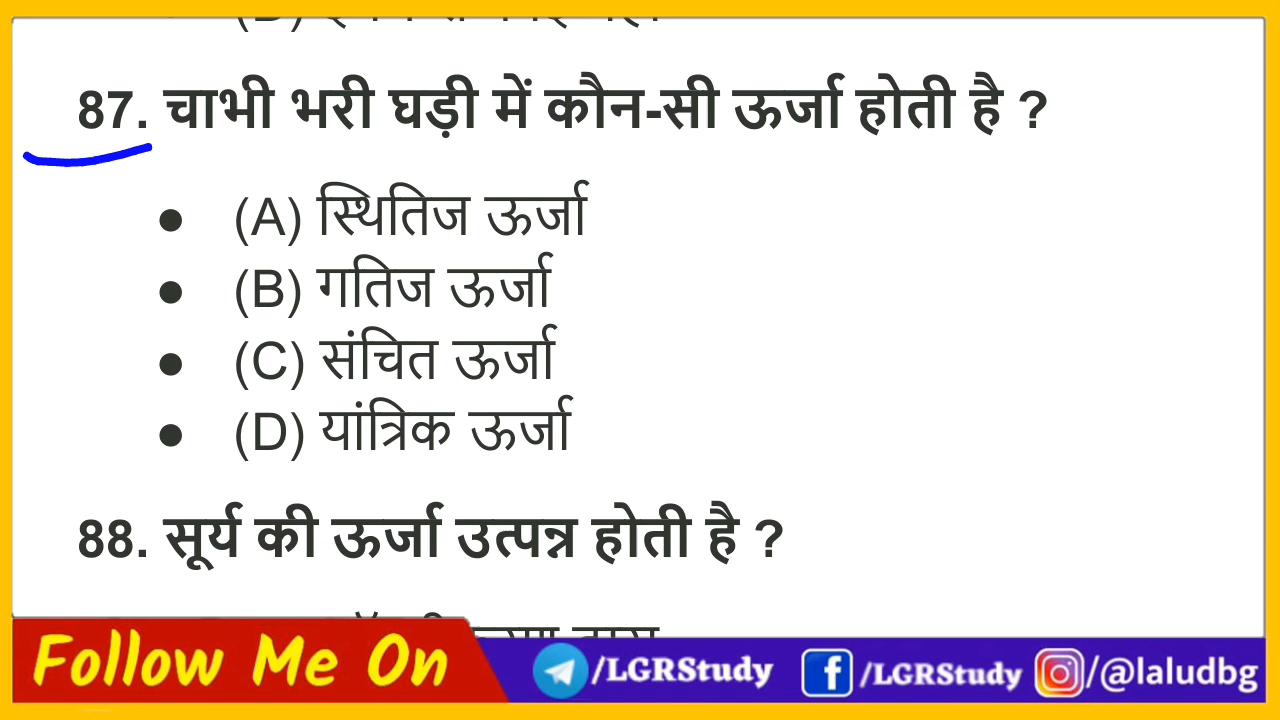 87. चाभी भरी घड़ी में कौन-सी ऊर्जा होती है ?
● (A) स्थितिज ऊर्जा
● (B) गतिज ऊर्जा
● (C) संचित ऊर्जा
● (D) यांत्रिक ऊर्जा
88. सूर्य की ऊर्जा उत्पन्न होती है ?
Follow Me On /LGRStudy /LGRStudy /@laludbg